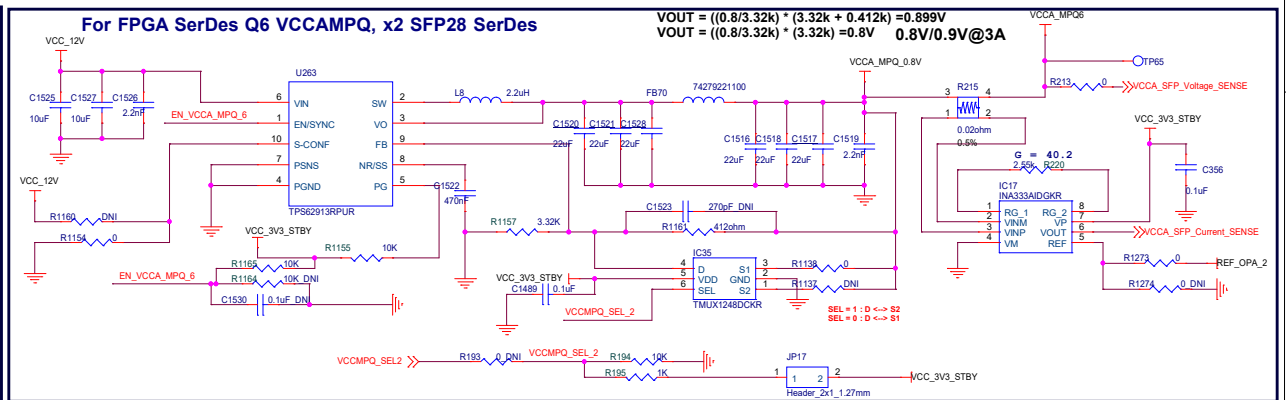 For FPGA SerDes Q6 VCCAMPQ, x2 SFP28 SerDes
VOUT = ((0.8/3.32k) * (3.32k + 0.412k) =0.899V
VOUT = ((0.8/3.32k) * (3.32k) =0.8V
0.8V/0.9V@3A
VCC_12V
C1525
10uF
C1527
10uF
C1526
2.2nF
EN_VCCA_MPQ_6
U263
6 VIN SW 2
1 EN/SYNC VO 3
10 S-CONF FB 9
7 PSNS NR/SS 8
4 PGND PG 5
TPS62913RPUR
L8 2.2uH
FB70 74279221100
C1520
22uF
C1521
22uF
C1528
22uF
C1516
22uF
C1518
22uF
C1517
22uF
C1519
2.2nF
VCCA_MPQ_0.8V
VCCA_MPQ6
TP65
R213 0
VCCA_SFP_Voltage_SENSE
R215
3 4
1 2
0.02ohm
0.5%
VCC_3V3_STBY
C356
0.1uF
G = 40.2
2.55k R220
IC17
INA333AIDGKR
1 RG_1 RG_2 8
2 VINM VP 7
3 VINP VOUT 6
4 VM REF 5
VCCA_SFP_Current_SENSE
R1273 0
REF_OPA_2
R1274 0_DNI
VCC_12V
R1160 DNI
R1154 0
C1522
470nF
VCC_3V3_STBY
R1155 10K
EN_VCCA_MPQ_6
R1165 10K
R1164 10K_DNI
C1530 0.1uF_DNI
R1157 3.32K
C1523 270pF_DNI
R1161 412ohm
IC35
4 D S1 3
5 VDD GND 2
6 SEL S2 1
TMUX1248DCKR
VCC_3V3_STBY
C1489 0.1uF
VCCMPQ_SEL_2
R1138 0
R1137 DNI
SEL = 1 : D <--> S2
SEL = 0 : D <--> S1
VCCMPQ_SEL2
R193 0_DNI
VCCMPQ_SEL_2
R194 10K
R195 1K
JP17
1 1 2 2
Header_2x1_1.27mm
VCC_3V3_STBY